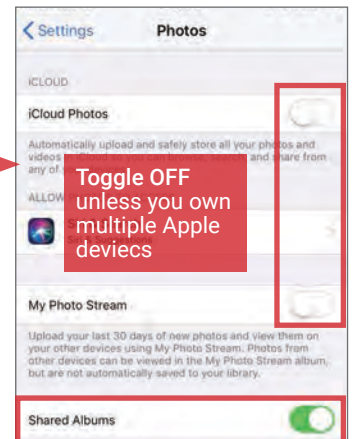 Settings
Photos
iCLOUD
iCloud Photos
Automatically upload and safely store all your photos and
videos in iCloud so you can browse, search, and share from
any of
Toggle OFF
unless you own
multiple Apple
deviecs
ALLOW
Siri & Suggestions
My Photo Stream
Upload your last 30 days of new photos and view them on
your other devices using My Photo Stream. Photos from
other devices can be viewed in the My Photo Stream album,
but are not automatically saved to your library.
Shared Albums